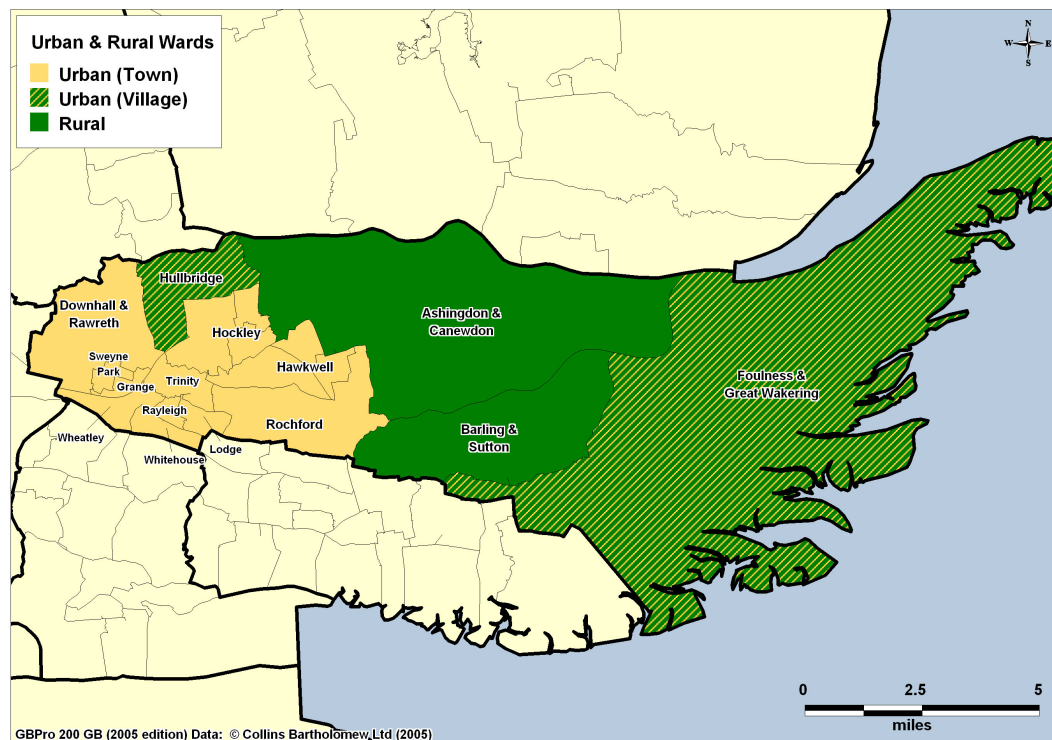 Urban & Rural Wards
Urban (Town)
Urban (Village)
Rural
N
W E
S
Hullbridge
Downhall &
Rawreth
Ashingdon &
Canewdon
Hockley
Sweyne
Park
Hawkwell
Grange
Trinity
Foulness &
Great Wakering
Rayleigh
Rochford
Barling &
Sutton
Wheatley
Lodge
Whitehouse
0 2.5 5
miles
GBPro 200 GB (2005 edition) Data: © Collins Bartholomew Ltd (2005)